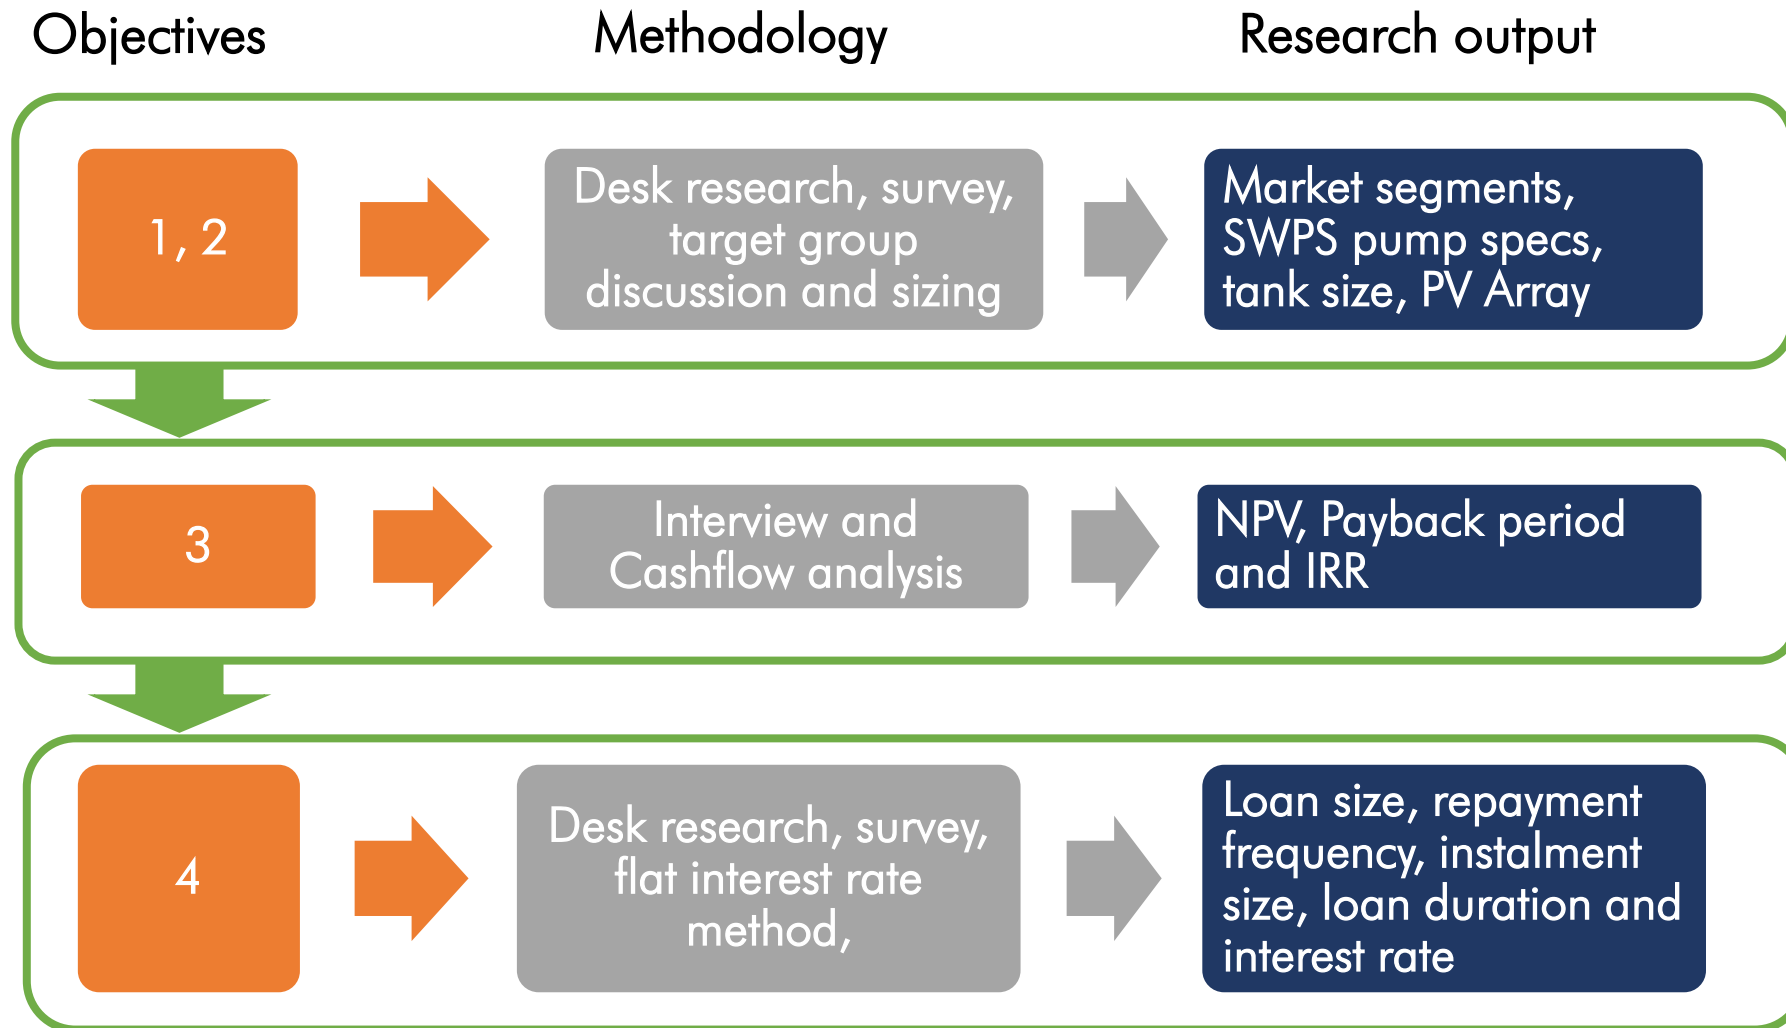 Objectives
Methodology
Research output
1, 2
Desk research, survey,
target group
discussion and sizing
Market segments,
SWPS pump specs,
tank size, PV Array
3
Interview and
Cashflow analysis
NPV, Payback period
and IRR
4
Desk research, survey,
flat interest rate
method,
Loan size, repayment
frequency, instalment
size, loan duration and
interest rate